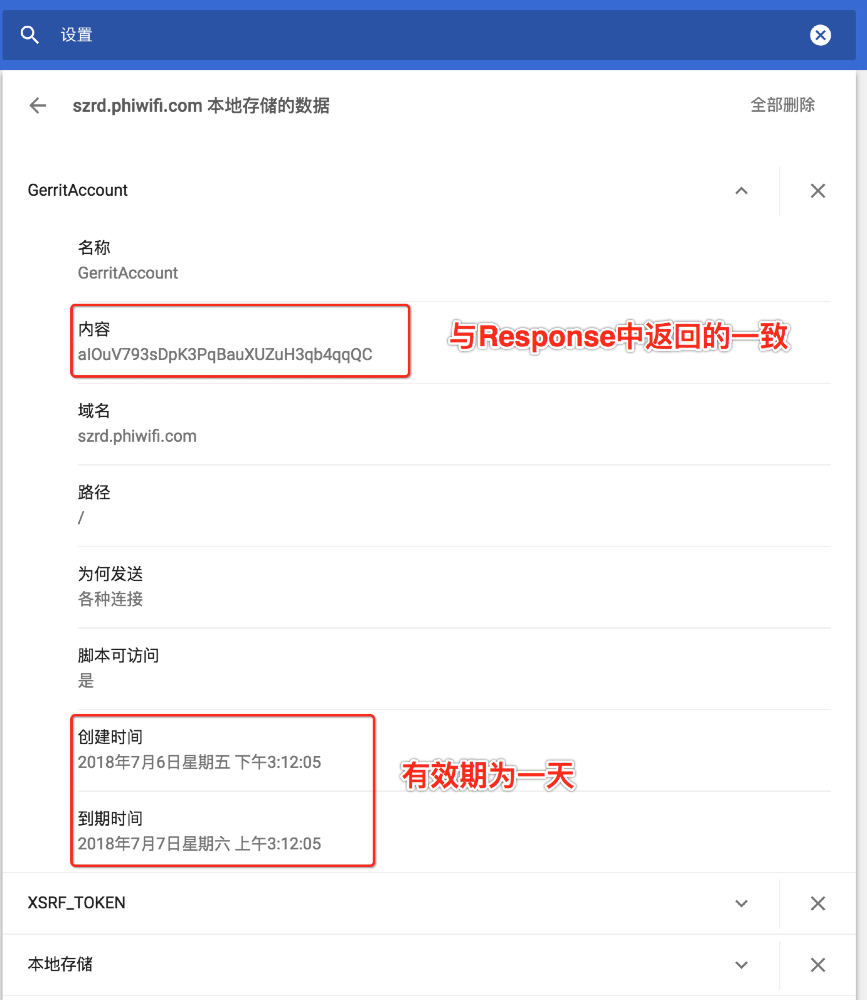 设置
szrd.phiwifi.com 本地存储的数据
全部删除
GerritAccount
名称
GerritAccount
内容
aIOuV793sDpK3PqBauXUZuH3qb4qqQC
与Response中返回的一致
域名
szrd.phiwifi.com
路径
/
为何发送
各种连接
脚本可访问
是
创建时间
2018年7月6日星期五 下午3:12:05
有效期为一天
到期时间
2018年7月7日星期六 上午3:12:05
XSRF_TOKEN
本地存储